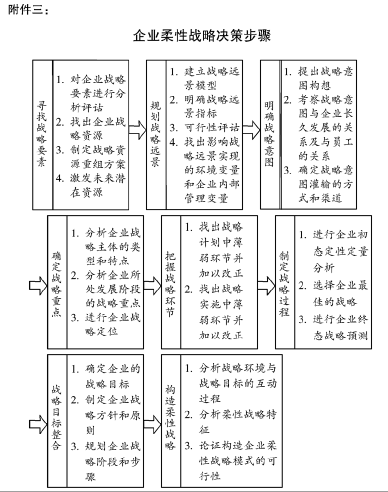 附件三：
企业柔性战略决策步骤
寻找战略要素
1. 对企业战略
要素进行分
析评估
2. 找出企业战
略资源
3. 制定战略资
源重组方案
4. 激发未来潜
在资源
规划战略远景
1. 建立战略远
景模型
2. 明确战略远
景指标
3. 可行性评估
4. 找出影响战
略远景实现
的环境变量
和企业内部
管理变量
明确战略意图
1. 提出战略意
图构想
2. 考察战略意
图与企业长
久发展的关
系及与员工
的关系
3. 确定战略意
图灌输的方
式和渠道
确定战略重点
1. 分析企业战
略主体的类
型和特点
2. 分析企业所
处发展阶段
的战略重点
3. 进行企业战
略定位
把握战略环节
1. 找出战略
计划中薄
弱环节并
加以改正
2. 找出战略
实施中薄
弱环节并
加以改正
制定战略过程
1. 进行企业初
态定性定量
分析
2. 选择企业最
佳的战略
3. 进行企业终
态战略预测
战略目标整合
1. 确定企业的
战略目标
2. 制定企业战
略方针和原
则
3. 规划企业战
略阶段和步
骤
构造柔性战略
1. 分析战略环境与
战略目标的互动
过程
2. 分析柔性战略特
征
3. 论证构造企业柔
性战略模式的可
行性